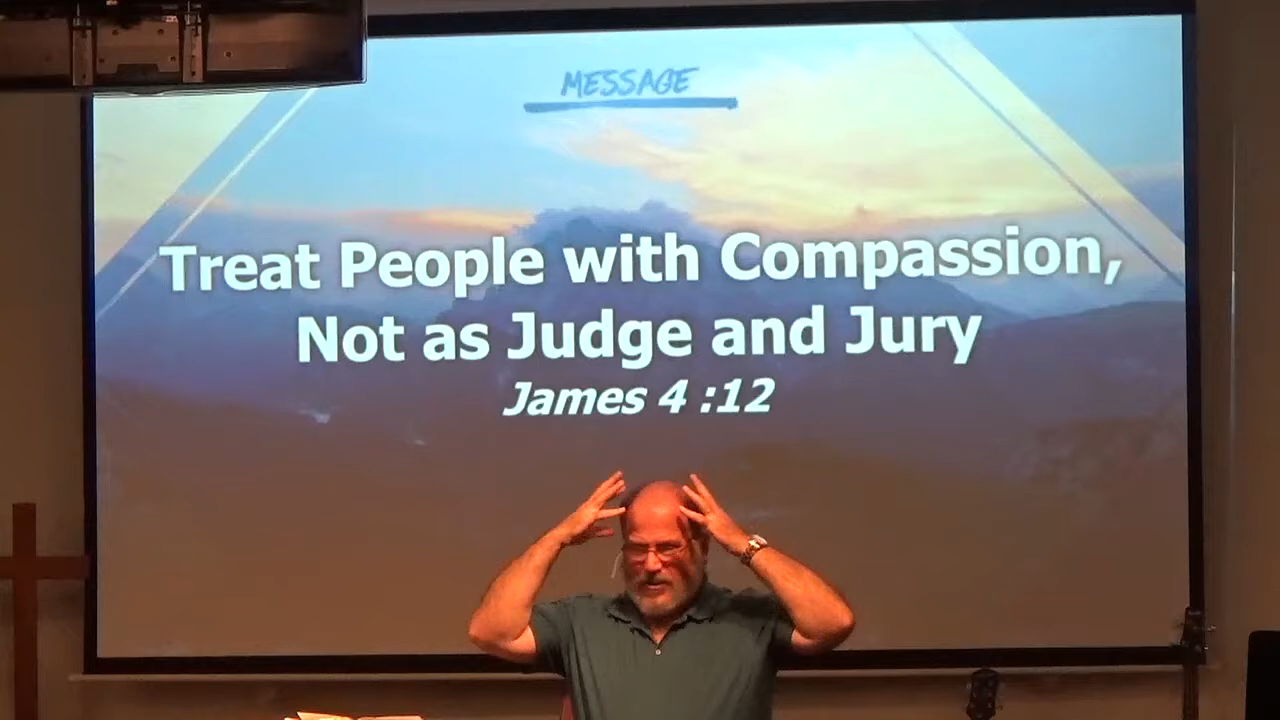 MESSAGE
Treat People with Compassion,
Not as Judge and Jury
James 4 :12